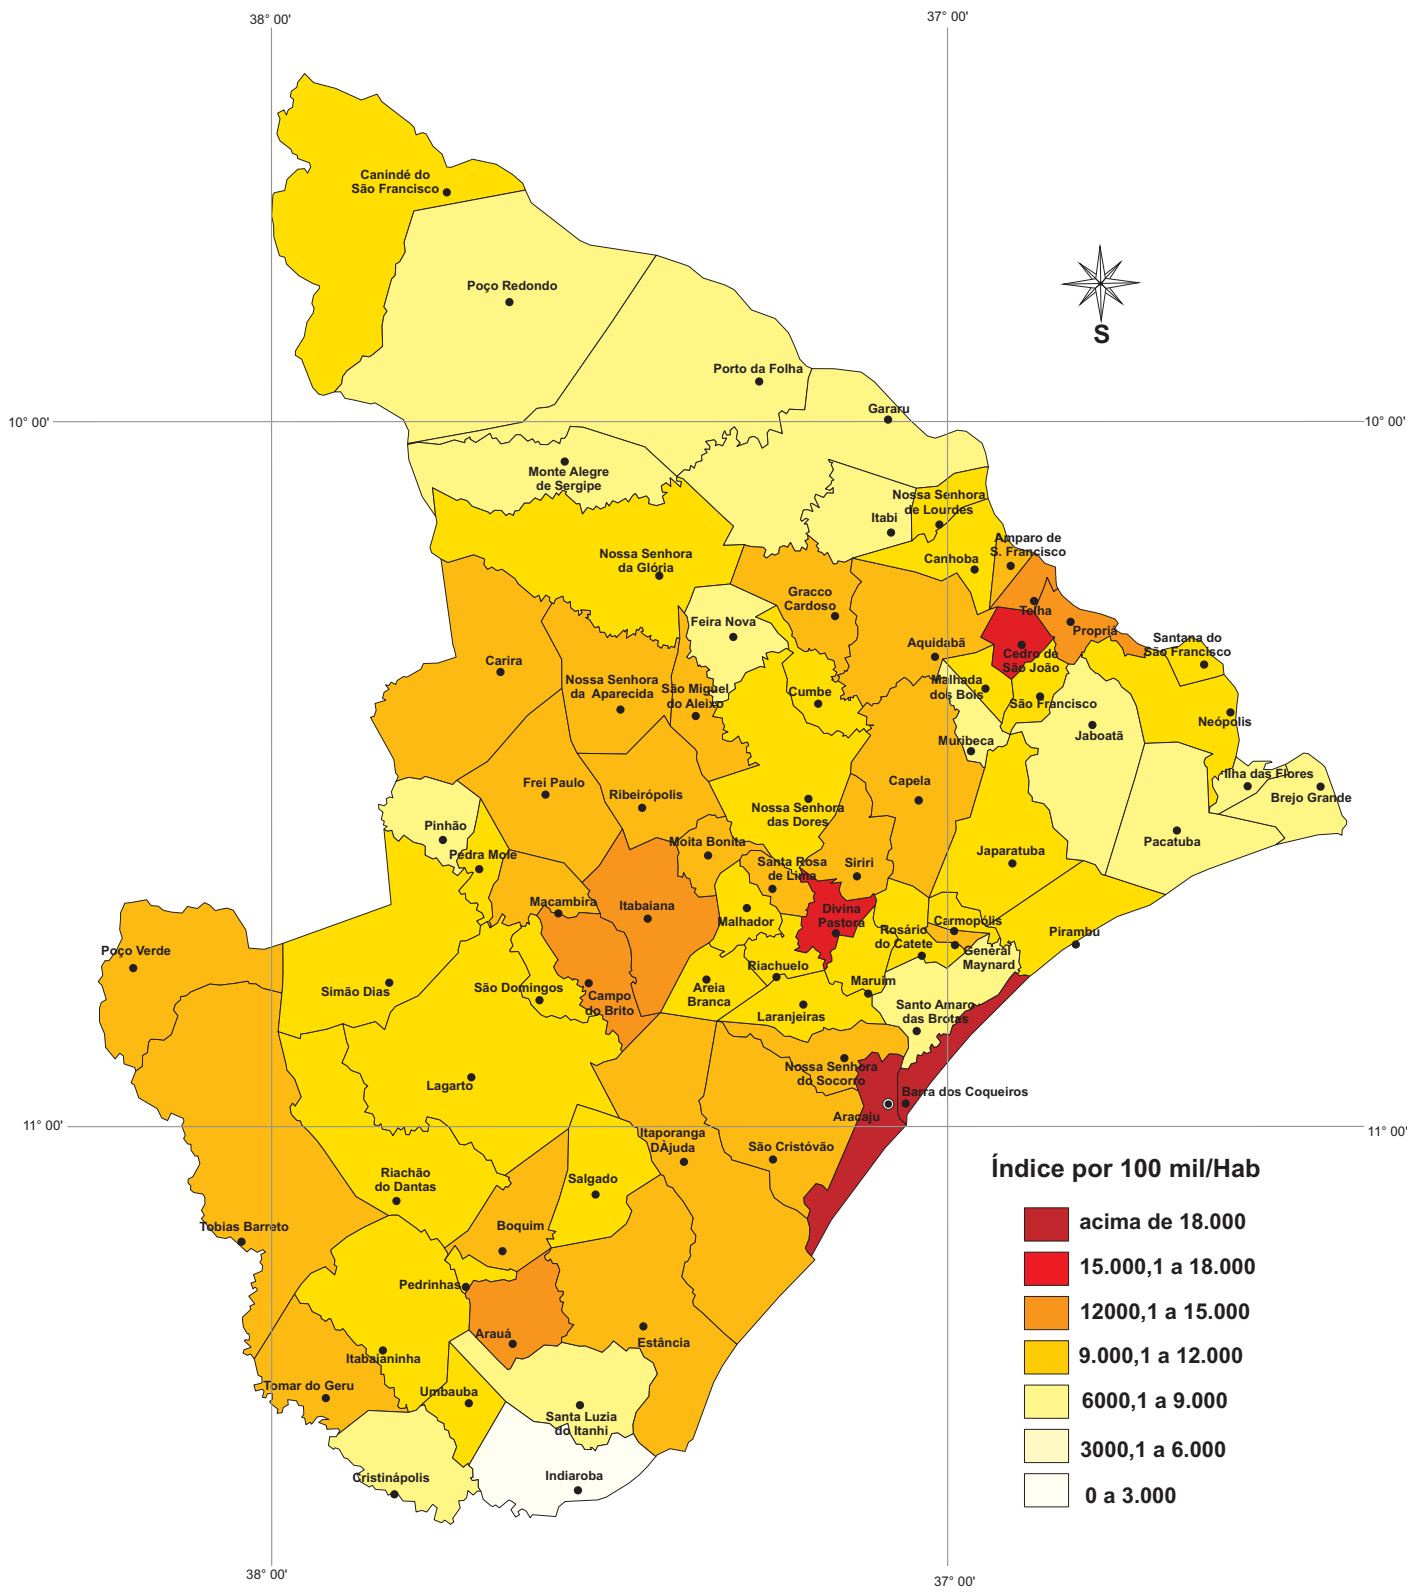 38° 00'
37° 00'
Canindé do
São Francisco
Poço Redondo
S
Porto da Folha
Gararu
10° 00'
10° 00'
Monte Alegre
de Sergipe
Nossa Senhora
de Lourdes
Itabi
Amparo de
S. Francisco
Nossa Senhora
da Glória
Canhoba
Gracco
Cardoso
Telha
Feira Nova
Propriá
Santana do
São Francisco
Aquidabã
Cedro de
São João
Carira
Nossa Senhora
da Aparecida
São Miguel
do Aleixo
Cumbe
Malhada
dos Bois
São Francisco
Neópolis
Jaboatã
Muribeca
Ilha das Flores
Brejo Grande
Frei Paulo
Ribeirópolis
Capela
Nossa Senhora
das Dores
Pinhão
Pedra Mole
Moita Bonita
Pacatuba
Japaratuba
Santa Rosa
de Lima
Siriri
Macambira
Itabaiana
Malhador
Divina
Pastora
Carmopólis
Rosário
do Catete
Pirambu
General
Maynard
Poço Verde
Simão Dias
São Domingos
Campo
do Brito
Areia
Branca
Riachuelo
Maruim
Laranjeiras
Santo Amaro
das Brotas
Lagarto
Nossa Senhora
do Socorro
Barra dos Coqueiros
Aracaju
11° 00'
11° 00'
Itaporanga
DÀjuda
São Cristóvão
Riachão
do Dantas
Salgado
Tobias Barreto
Boquim
Pedrinhas
Arauá
Estância
Itabaianinha
Tomar do Geru
Umbauba
Santa Luzia
do Itanhi
Cristinápolis
Indiaroba
Índice por 100 mil/Hab
acima de 18.000
15.000,1 a 18.000
12000,1 a 15.000
9.000,1 a 12.000
6000,1 a 9.000
3000,1 a 6.000
0 a 3.000
38° 00'
37° 00'